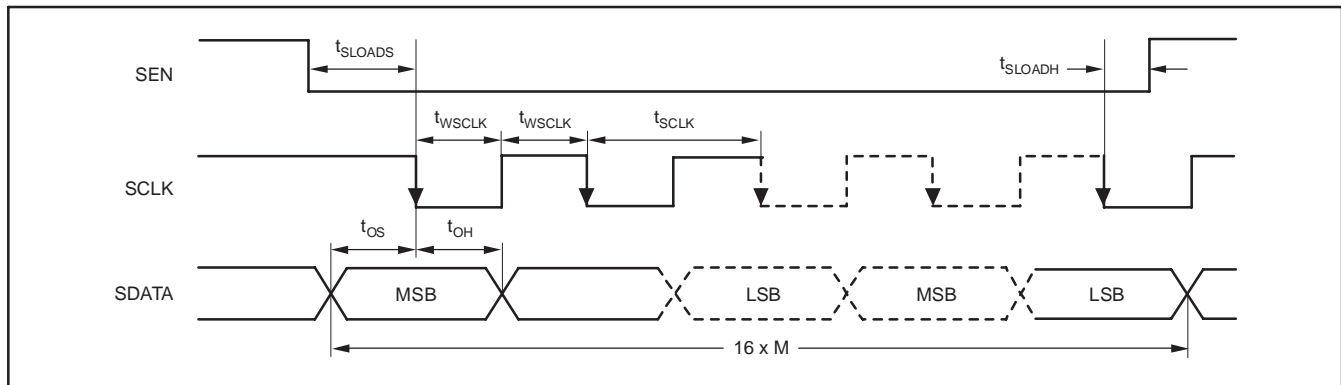 SEN
tSLOADS
tSLOADH
tWSCLK
tWSCLK
tSCLK
SCLK
tOS
tOH
SDATA
MSB
LSB
MSB
LSB
16 x M